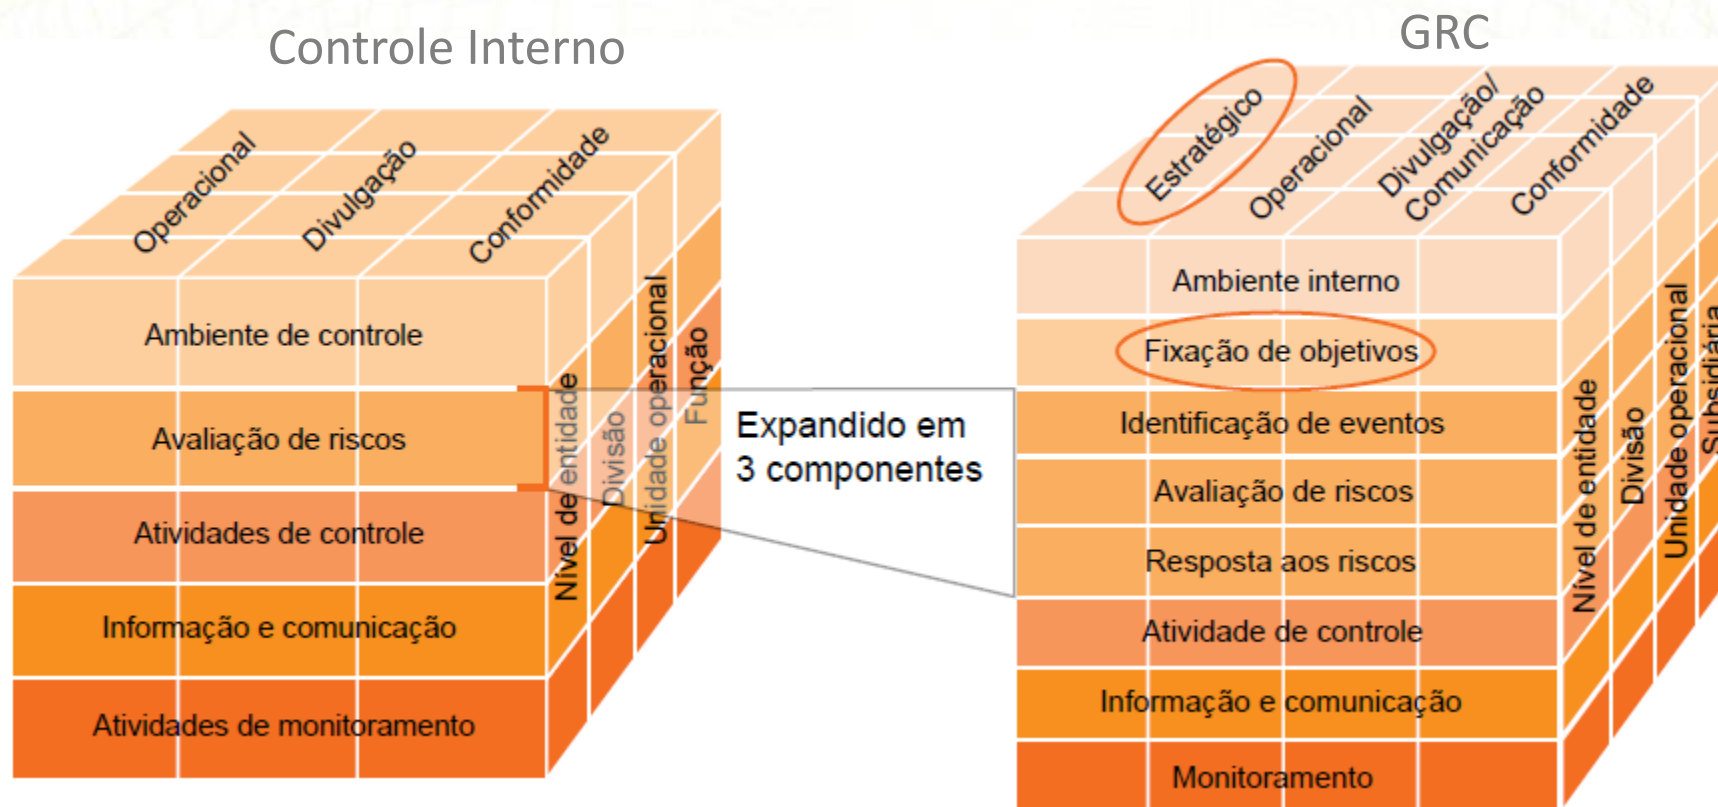 Controle Interno
Operacional
Divulgação
Conformidade
Ambiente de controle
Avaliação de riscos
Atividades de controle
Informação e comunicação
Atividades de monitoramento
Nível de entidade
Divisão
Unidade operacional
Função
Expandido em
3 componentes
GRC
Estratégico
Operacional
Divulgação/
Comunicação
Conformidade
Ambiente interno
Fixação de objetivos
Identificação de eventos
Avaliação de riscos
Resposta aos riscos
Atividade de controle
Informação e comunicação
Monitoramento
Nível de entidade
Divisão
Unidade operacional
Subsidiária